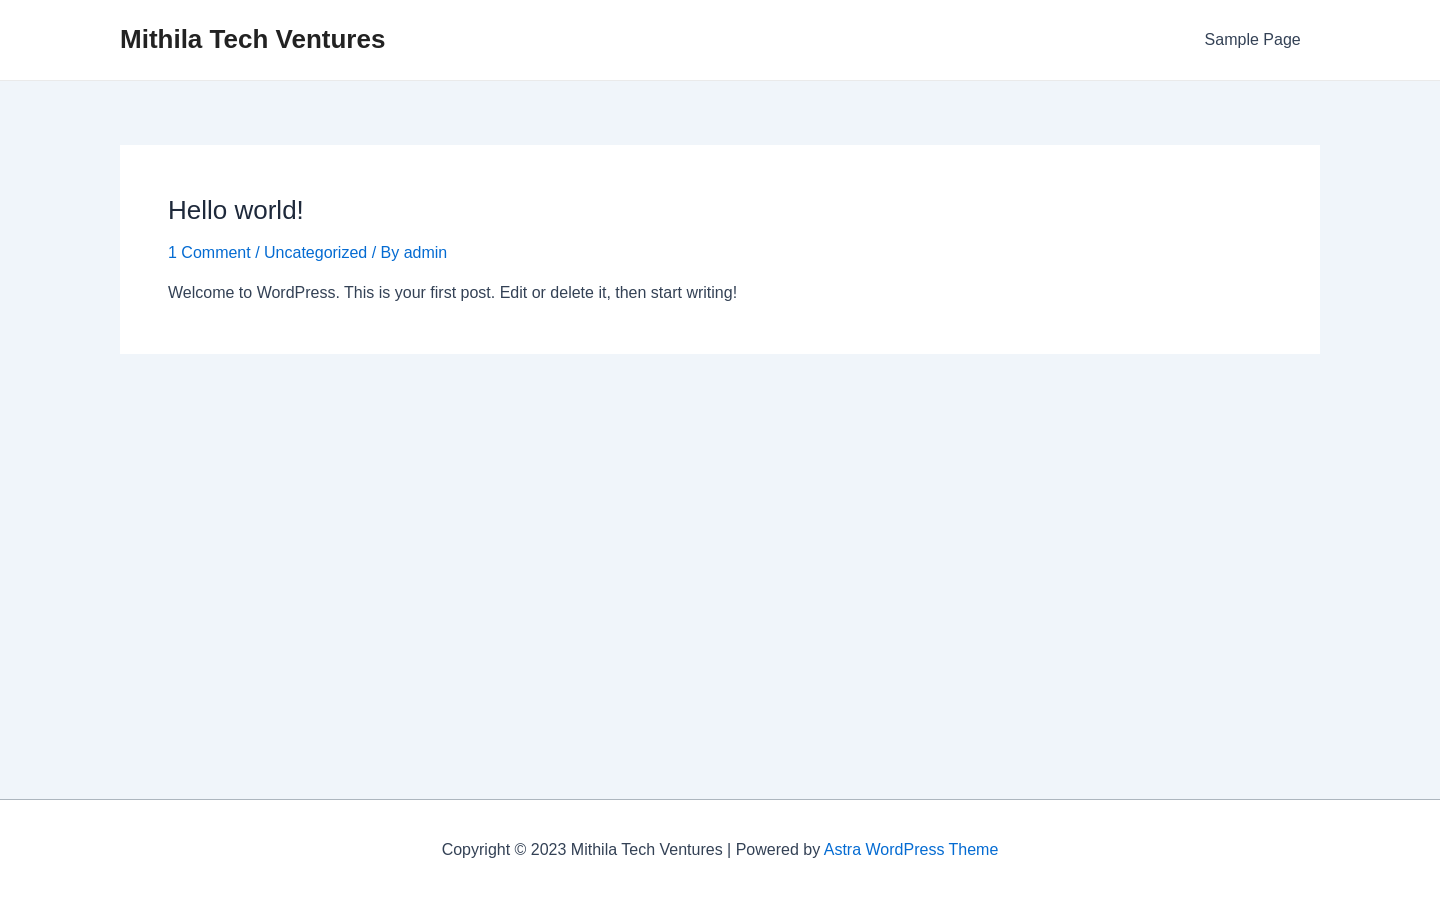 Mithila Tech Ventures
Sample Page
Hello world!
1 Comment / Uncategorized / By admin
Welcome to WordPress. This is your first post. Edit or delete it, then start writing!
Copyright © 2023 Mithila Tech Ventures | Powered by Astra WordPress Theme